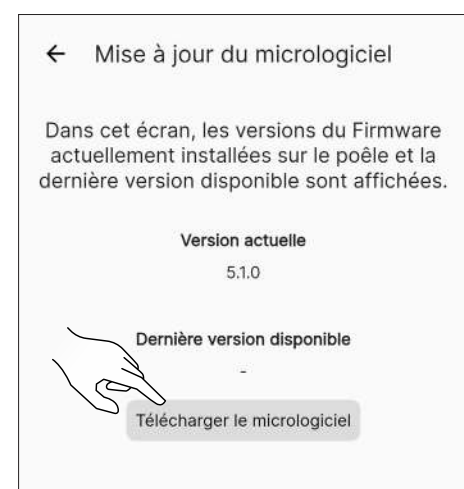 ← Mise à jour du micrologiciel
Dans cet écran, les versions du Firmware
actuellement installées sur le poêle et la
dernière version disponible sont affichées.
Version actuelle
5.1.0
Dernière version disponible
-
Télécharger le micrologiciel